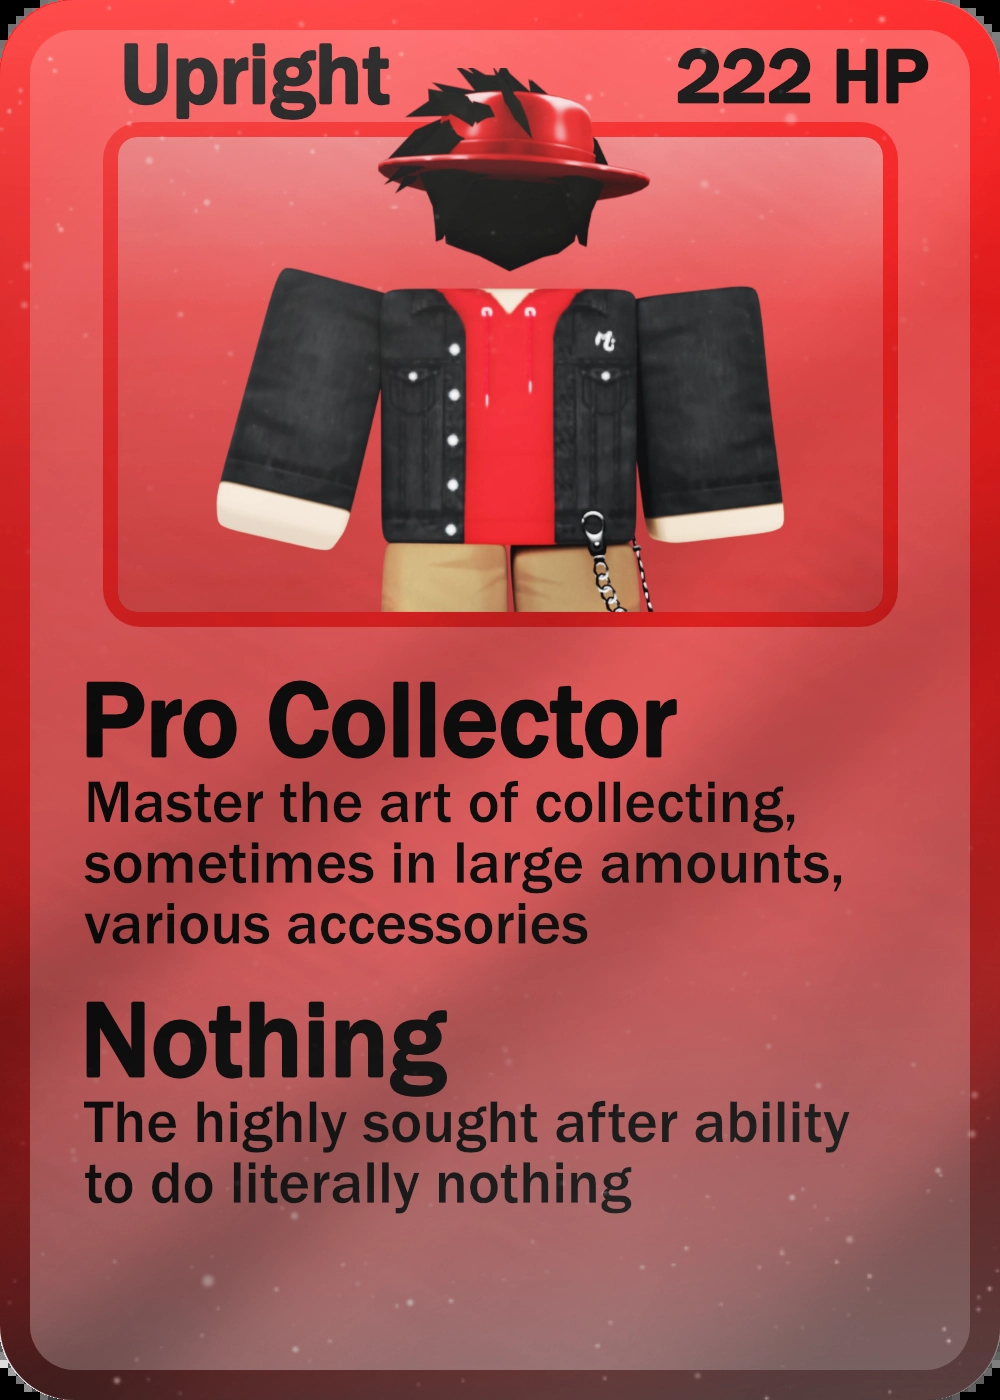 Upright
222 HP
Pro Collector
Master the art of collecting,
sometimes in large amounts,
various accessories
Nothing
The highly sought after ability
to do literally nothing